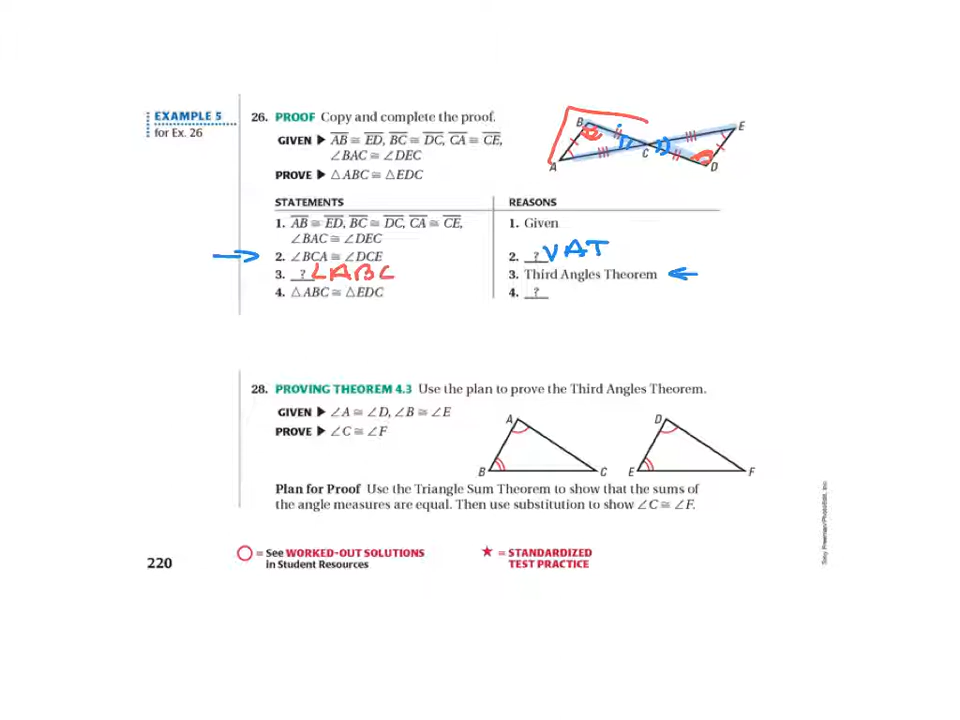 EXAMPLE 5
for Ex. 26
26. PROOF Copy and complete the proof.
GIVEN ▶ AB ≅ ED, BC ≅ DC, CA ≅ CE,
∠BAC ≅ ∠DEC
PROVE ▶ △ABC ≅ △EDC
B
E
A
C
D
STATEMENTS
REASONS
1. AB ≅ ED, BC ≅ DC, CA ≅ CE,
∠BAC ≅ ∠DEC
1. Given
2. ∠BCA ≅ ∠DCE
2. ? VAT
3. ? ∠ABC
3. Third Angles Theorem
4. △ABC ≅ △EDC
4. ?
28. PROVING THEOREM 4.3 Use the plan to prove the Third Angles Theorem.
GIVEN ▶ ∠A ≅ ∠D, ∠B ≅ ∠E
PROVE ▶ ∠C ≅ ∠F
A
D
B
C
E
F
Plan for Proof Use the Triangle Sum Theorem to show that the sums of
the angle measures are equal. Then use substitution to show ∠C ≅ ∠F.
220
= See WORKED-OUT SOLUTIONS
in Student Resources
★ = STANDARDIZED
TEST PRACTICE
Tony Freeman/PhotoEdit, Inc.